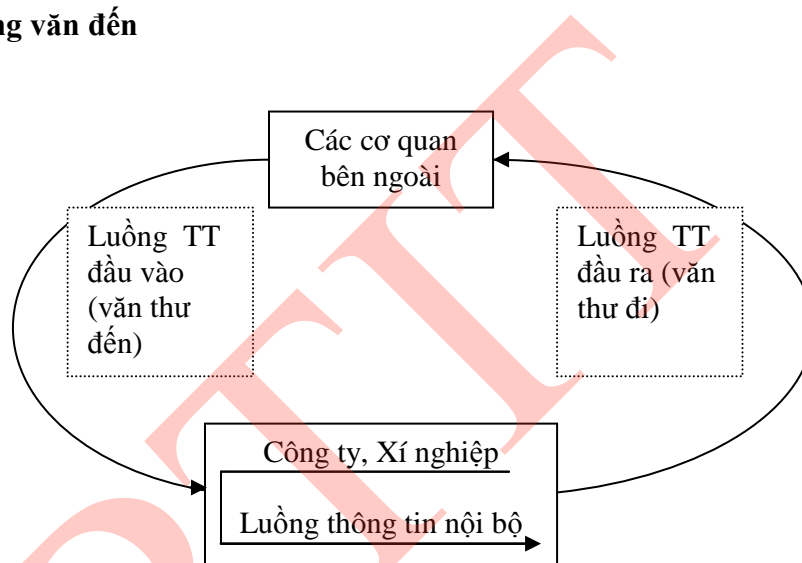 ng văn đến
Các cơ quan
bên ngoài
Luồng TT
đầu vào
(văn thư
đến)
Luồng TT
đầu ra (văn
thư đi)
Công ty, Xí nghiệp
Luồng thông tin nội bộ
PTIT